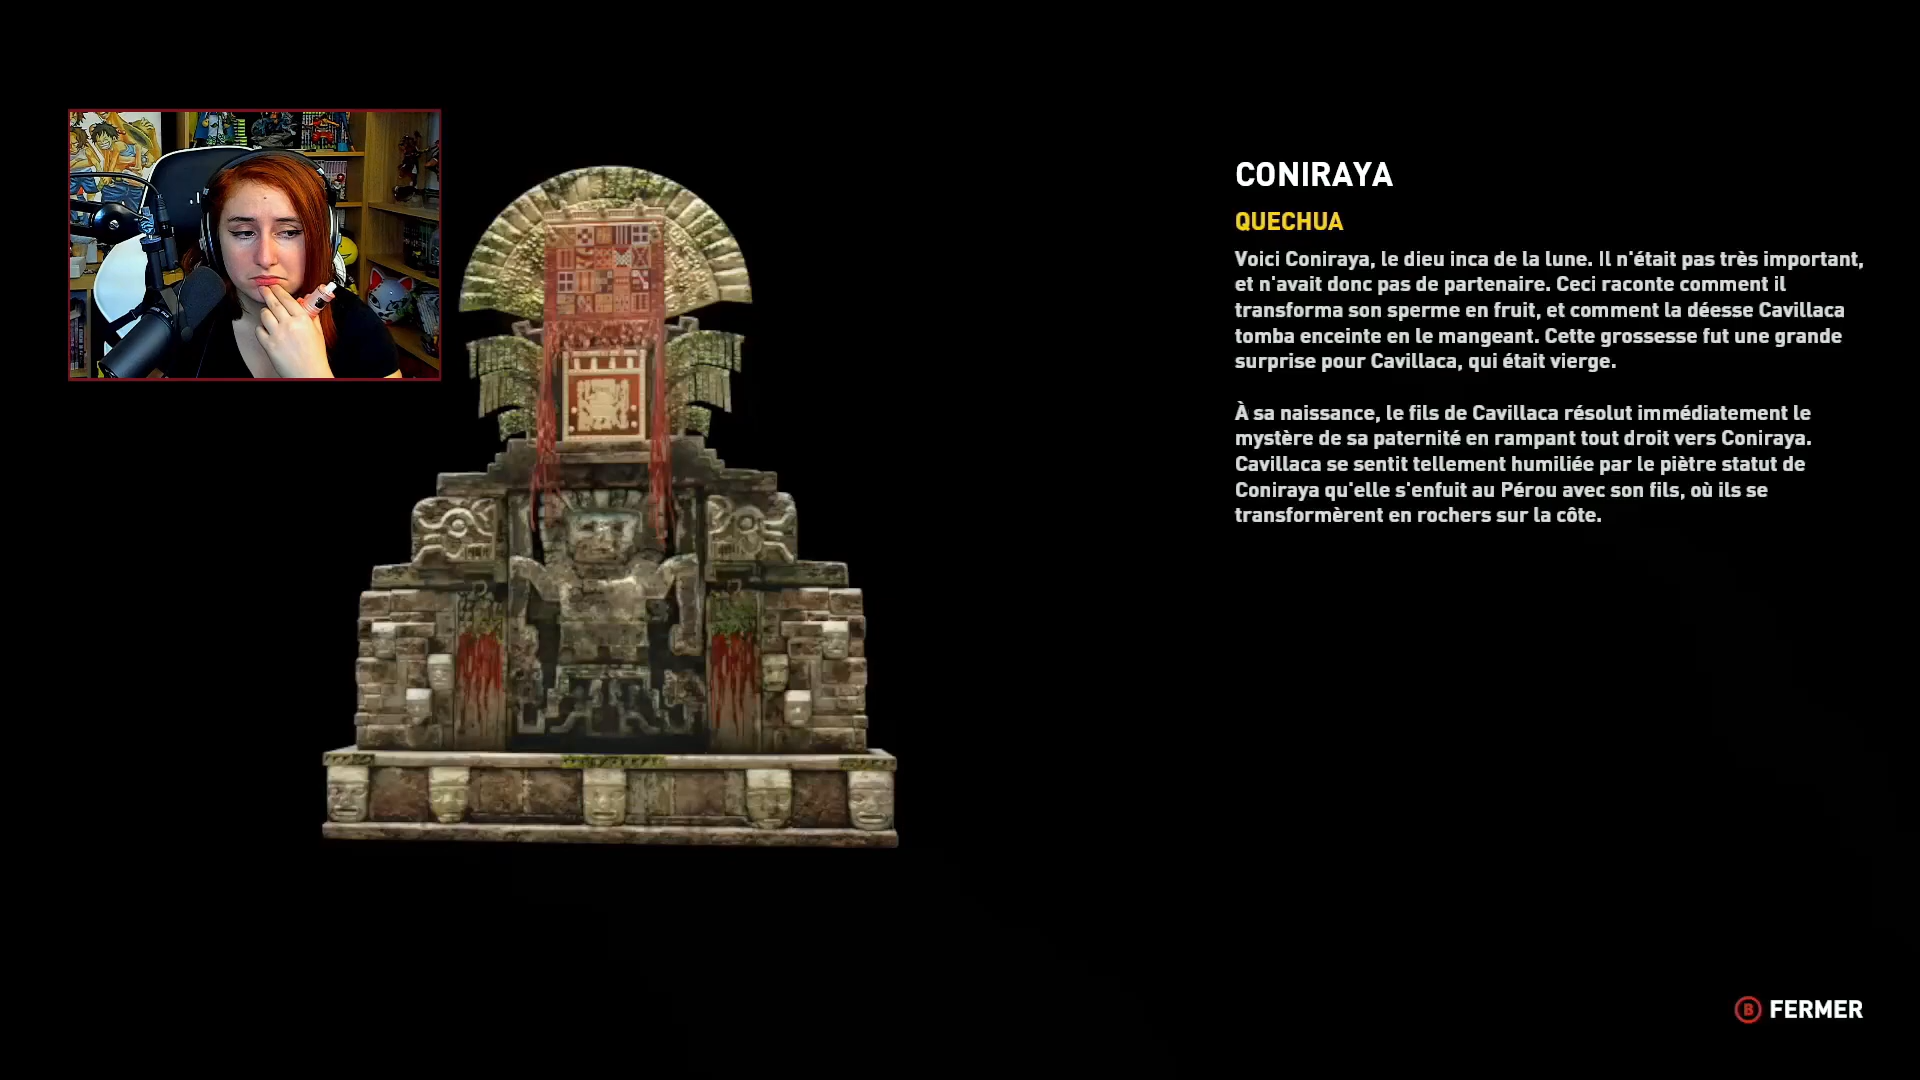 CONIRAYA
QUECHUA
Voici Coniraya, le dieu inca de la lune. Il n'était pas très important,
et n'avait donc pas de partenaire. Ceci raconte comment il
transforma son sperme en fruit, et comment la déesse Cavillaca
tomba enceinte en le mangeant. Cette grossesse fut une grande
surprise pour Cavillaca, qui était vierge.
À sa naissance, le fils de Cavillaca résolut immédiatement le
mystère de sa paternité en rampant tout droit vers Coniraya.
Cavillaca se sentit tellement humiliée par le piètre statut de
Coniraya qu'elle s'enfuit au Pérou avec son fils, où ils se
transformèrent en rochers sur la côte.
B FERMER